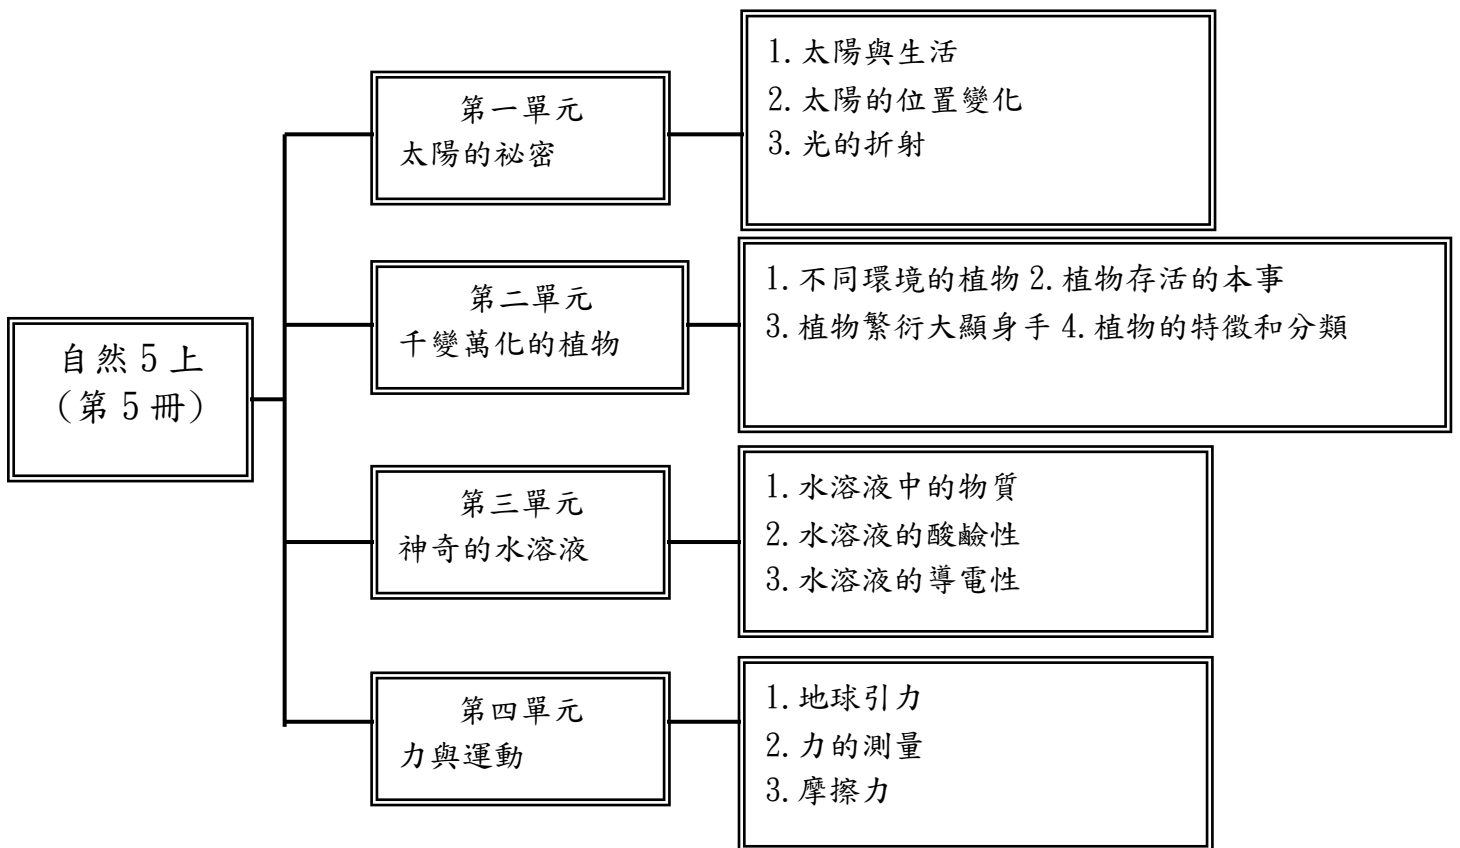 自然 5 上
(第 5 冊)
第一單元
太陽的祕密
1.太陽與生活
2.太陽的位置變化
3.光的折射
第二單元
千變萬化的植物
1.不同環境的植物 2.植物存活的本事
3.植物繁衍大顯身手 4.植物的特徵和分類
第三單元
神奇的水溶液
1.水溶液中的物質
2.水溶液的酸鹼性
3.水溶液的導電性
第四單元
力與運動
1.地球引力
2.力的測量
3.摩擦力